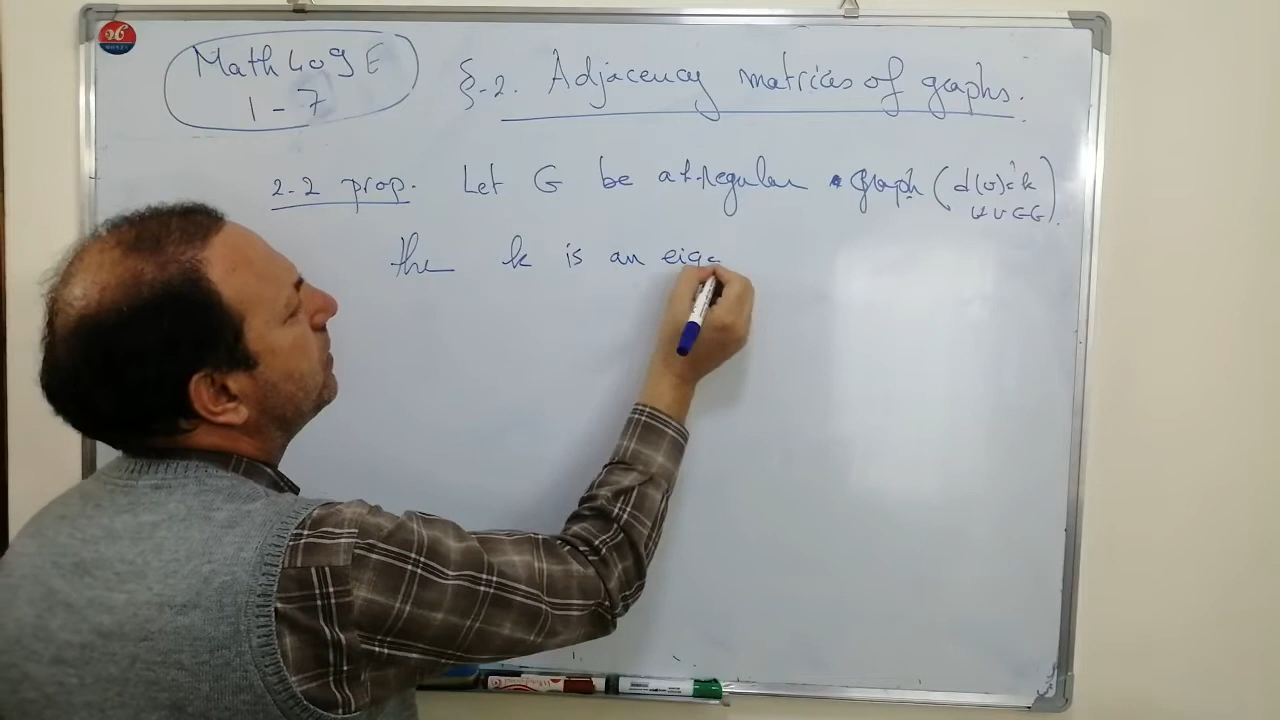 Math 409 E
1 - 7
§.2. Adjacency matrices of graphs.
2-2 prop. Let G be a k-regular graph (d(v)=k
∀ v ∈ G).
the k is an eige